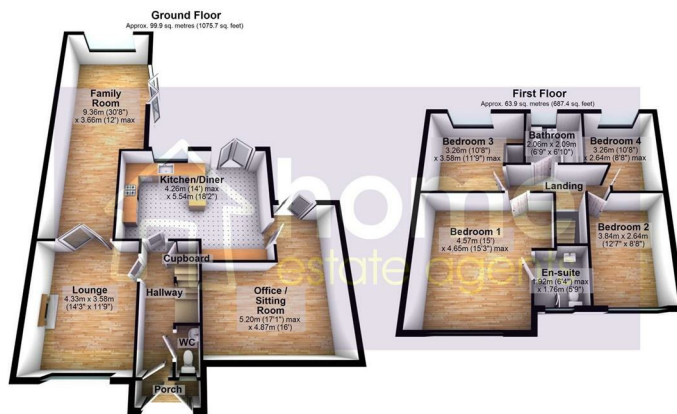 Ground Floor
Approx. 99.9 sq. metres (1075.7 sq. feet)
Family
Room
9.36m (30'8")
x 3.66m (12') max
Kitchen/Diner
4.26m (14') max
x 5.54m (18'2")
Cupboard
Lounge
4.33m x 3.58m
(14'3" x 11'9")
Hallway
Office /
Sitting
Room
5.20m (17'1") max
x 4.87m (16')
WC
Porch
First Floor
Approx. 63.9 sq. metres (687.4 sq. feet)
Bedroom 3
3.26m (10'8")
x 3.58m (11'9") max
Bathroom
2.06m x 2.09m
(6'9" x 6'10")
Bedroom 4
3.26m (10'8")
x 2.64m (8'8") max
Landing
Bedroom 1
4.57m (15')
x 4.65m (15'3") max
Bedroom 2
3.84m x 2.64m
(12'7" x 8'8")
En-suite
1.92m (6'4") max
x 1.76m (5'9")
home
estate agents